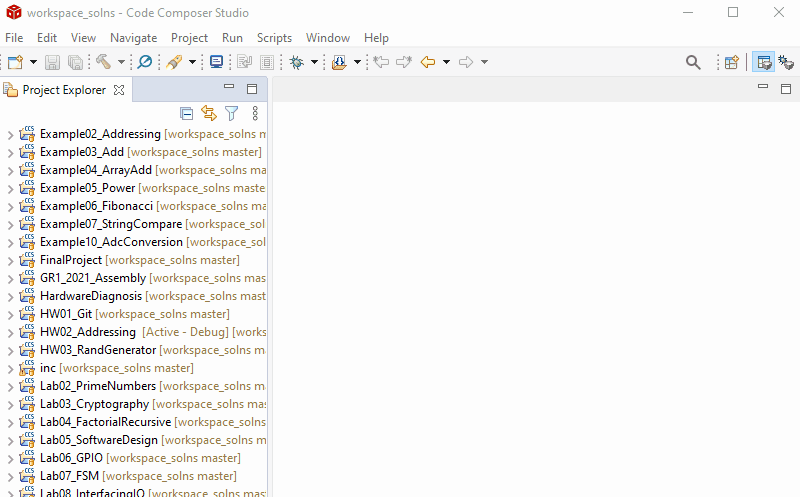 workspace_solns - Code Composer Studio
File Edit View Navigate Project Run Scripts Window Help
Project Explorer
Example02_Addressing [workspace_solns m
Example03_Add [workspace_solns master]
Example04_ArrayAdd [workspace_solns mas
Example05_Power [workspace_solns maste
Example06_Fibonacci [workspace_solns ma
Example07_StringCompare [workspace_sol
Example10_AdcConversion [workspace_sol
FinalProject [workspace_solns master]
GR1_2021_Assembly [workspace_solns mas
HardwareDiagnosis [workspace_solns mast
HW01_Git [workspace_solns master]
HW02_Addressing [Active - Debug] [works
HW03_RandGenerator [workspace_solns ma
inc [workspace_solns master]
Lab02_PrimeNumbers [workspace_solns m
Lab03_Cryptography [workspace_solns mas
Lab04_FactorialRecursive [workspace_solns
Lab05_SoftwareDesign [workspace_solns m
Lab06_GPIO [workspace_solns master]
Lab07_FSM [workspace_solns master]
Lab08_InterfacingIO [workspace_solns mas